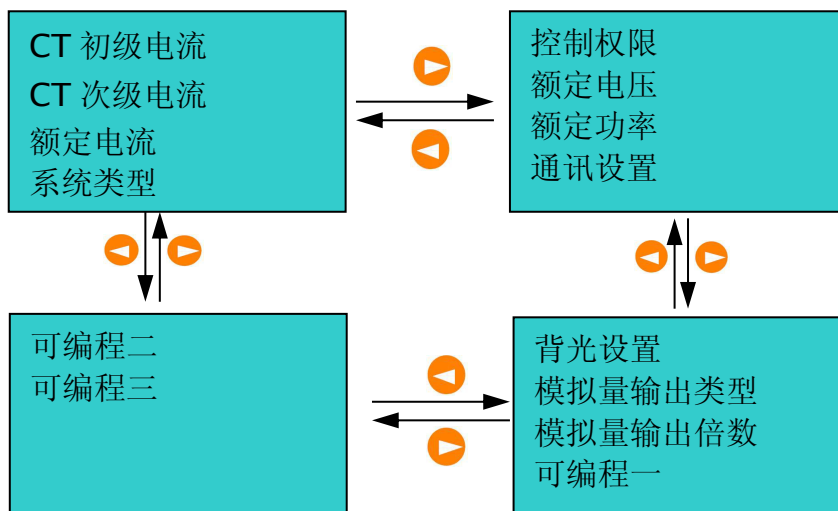 CT 初级电流
CT 次级电流
额定电流
系统类型
控制权限
额定电压
额定功率
通讯设置
可编程二
可编程三
背光设置
模拟量输出类型
模拟量输出倍数
可编程一